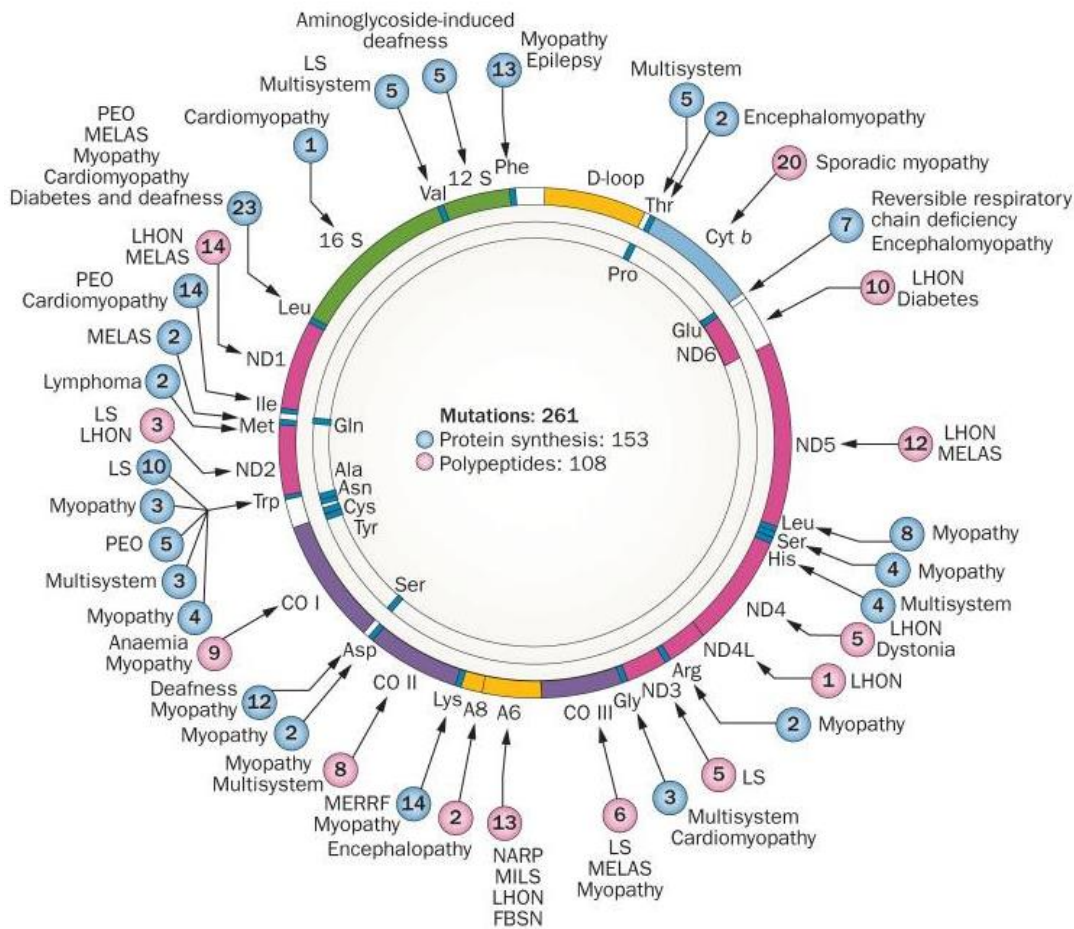 Aminoglycoside-induced
deafness
5
Myopathy
Epilepsy
13
LS
Multisystem
5
Multisystem
5
2 Encephalomyopathy
Cardiomyopathy
1
20 Sporadic myopathy
PEO
MELAS
Myopathy
Cardiomyopathy
Diabetes and deafness 23
Reversible respiratory
chain deficiency
Encephalomyopathy
7
LHON
MELAS
14
LHON
Diabetes
10
PEO
Cardiomyopathy
14
MELAS 2
Lymphoma 2
LS
LHON
3
LS 10
Myopathy 3
PEO 5
Multisystem 3
Myopathy 4
Anaemia
Myopathy
9
Deafness
Myopathy
12
Myopathy 2
Myopathy
Multisystem
8
MERRF
Myopathy
14
Encephalopathy
2
13
NARP
MILS
LHON
FBSN
6
LS
MELAS
Myopathy
3
Multisystem
Cardiomyopathy
5 LS
2 Myopathy
1 LHON
5
LHON
Dystonia
4 Multisystem
4 Myopathy
8 Myopathy
12
LHON
MELAS
D-loop
Thr
Cyt b
Pro
Glu
ND6
ND5
Leu
Ser
His
ND4
ND4L
Arg
ND3
Gly
CO III
A6
A8
Lys
CO II
Asp
Ser
CO I
Tyr
Cys
Asn
Ala
Trp
ND2
Gln
Met
Ile
ND1
Leu
16 S
Val
12 S
Phe
Mutations: 261
Protein synthesis: 153
Polypeptides: 108